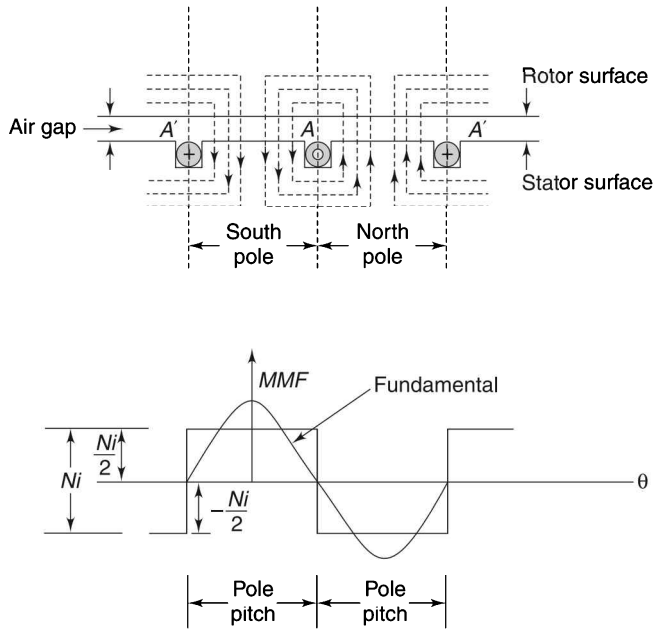 Rotor surface
Air gap
A′
A
A′
Stator surface
South pole
North pole
MMF
Fundamental
Ni/2
Ni
−Ni/2
θ
Pole pitch
Pole pitch